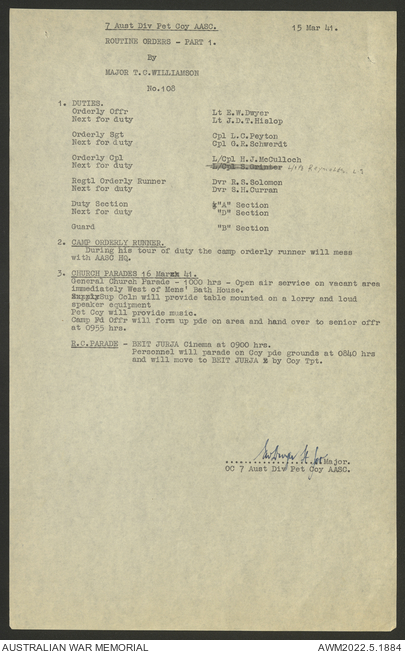 7 Aust Div Pet Coy AASC.
15 Mar 41.
ROUTINE ORDERS - PART 1.
By
MAJOR T.C.WILLIAMSON
No.108
1. DUTIES.
Orderly Offr Lt E.W.Dwyer
Next for duty Lt J.D.T.Hislop
Orderly Sgt Cpl L.C.Peyton
Next for duty Cpl G.R.Schwerdt
Orderly Cpl L/Cpl H.J.McCulloch
Next for duty L/Cpl S.
Regtl Orderly Runner Dvr R.S.Solomon
Next for duty Dvr S.H.Curran
Duty Section "A" Section
Next for duty "D" Section
Guard "B" Section
2. CAMP ORDERLY RUNNER.
During his tour of duty the camp orderly runner will mess
with AASC Hq.
3. CHURCH PARADES 16 Mar 41.
General Church Parade - 1000 hrs - Open air service on vacant area
immediately West of Mens' Bath House.
Sup Coln will provide table mounted on a lorry and loud
speaker equipment
Pet Coy will provide music.
Camp Fd Offr will form up pde on area and hand over to senior offr
at 0955 hrs.
R.C.PARADE - BEIT JURJA Cinema at 0900 hrs.
Personnel will parade on Coy pde grounds at 0840 hrs
and will move to BEIT JURJA by Coy Tpt.
Major.
OC 7 Aust Div Pet Coy AASC.
AUSTRALIAN WAR MEMORIAL
AWM2022.5.1884